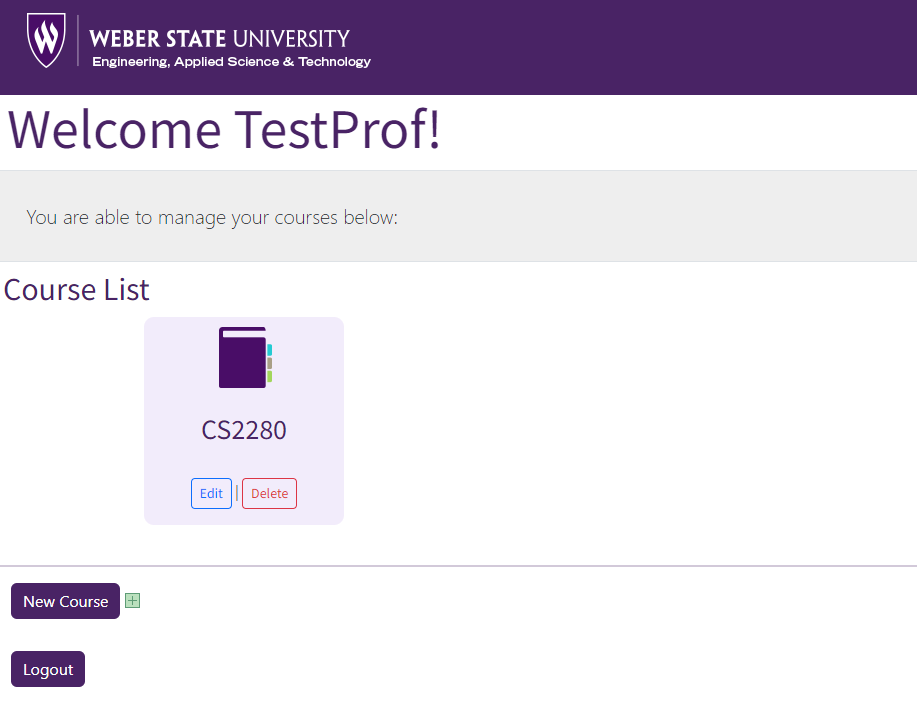 WEBER STATE UNIVERSITY
Engineering, Applied Science & Technology
Welcome TestProf!
You are able to manage your courses below:
Course List
CS2280
Edit | Delete
New Course
Logout